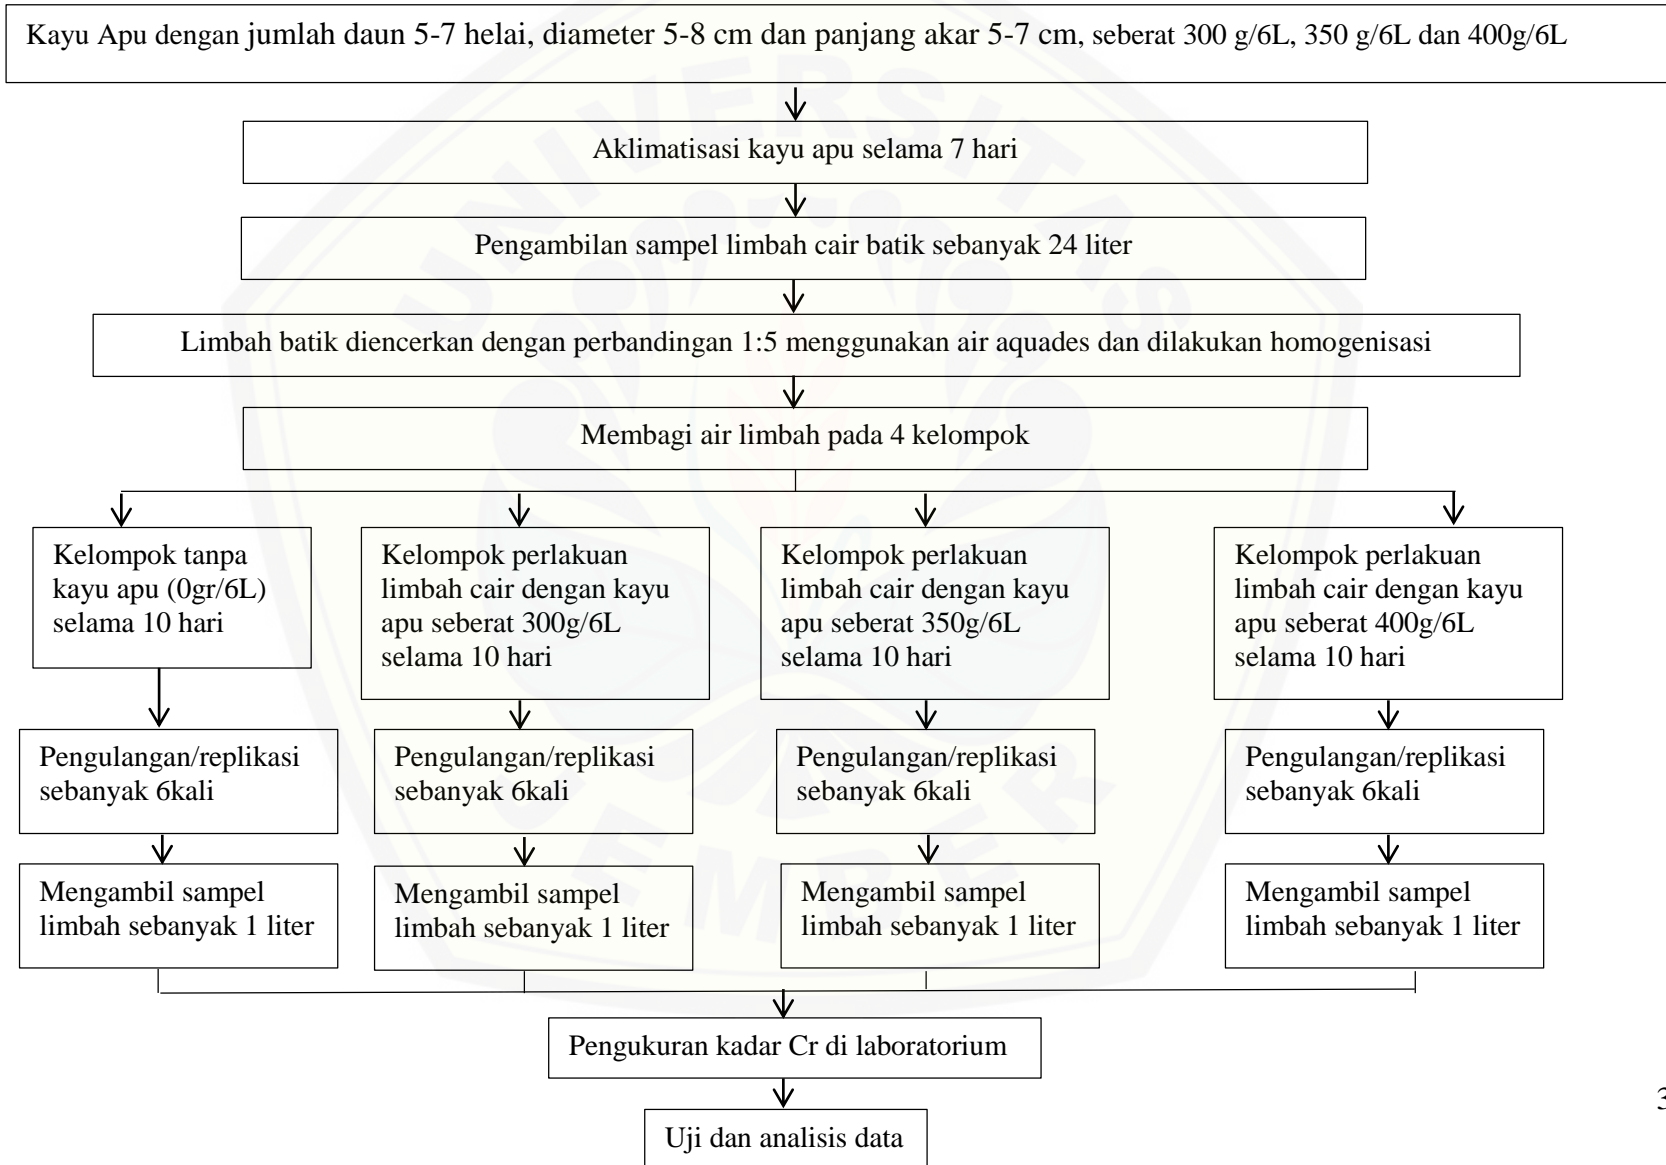 Kayu Apu dengan jumlah daun 5-7 helai, diameter 5-8 cm dan panjang akar 5-7 cm, seberat 300 g/6L, 350 g/6L dan 400g/6L
Aklimatisasi kayu apu selama 7 hari
Pengambilan sampel limbah cair batik sebanyak 24 liter
Limbah batik diencerkan dengan perbandingan 1:5 menggunakan air aquades dan dilakukan homogenisasi
Membagi air limbah pada 4 kelompok
Kelompok tanpa
kayu apu (0gr/6L)
selama 10 hari
Kelompok perlakuan
limbah cair dengan kayu
apu seberat 300g/6L
selama 10 hari
Kelompok perlakuan
limbah cair dengan kayu
apu seberat 350g/6L
selama 10 hari
Kelompok perlakuan
limbah cair dengan kayu
apu seberat 400g/6L
selama 10 hari
Pengulangan/replikasi
sebanyak 6kali
Pengulangan/replikasi
sebanyak 6kali
Pengulangan/replikasi
sebanyak 6kali
Pengulangan/replikasi
sebanyak 6kali
Mengambil sampel
limbah sebanyak 1 liter
Mengambil sampel
limbah sebanyak 1 liter
Mengambil sampel
limbah sebanyak 1 liter
Mengambil sampel
limbah sebanyak 1 liter
Pengukuran kadar Cr di laboratorium
Uji dan analisis data
UNIVERSITAS
JEMBER